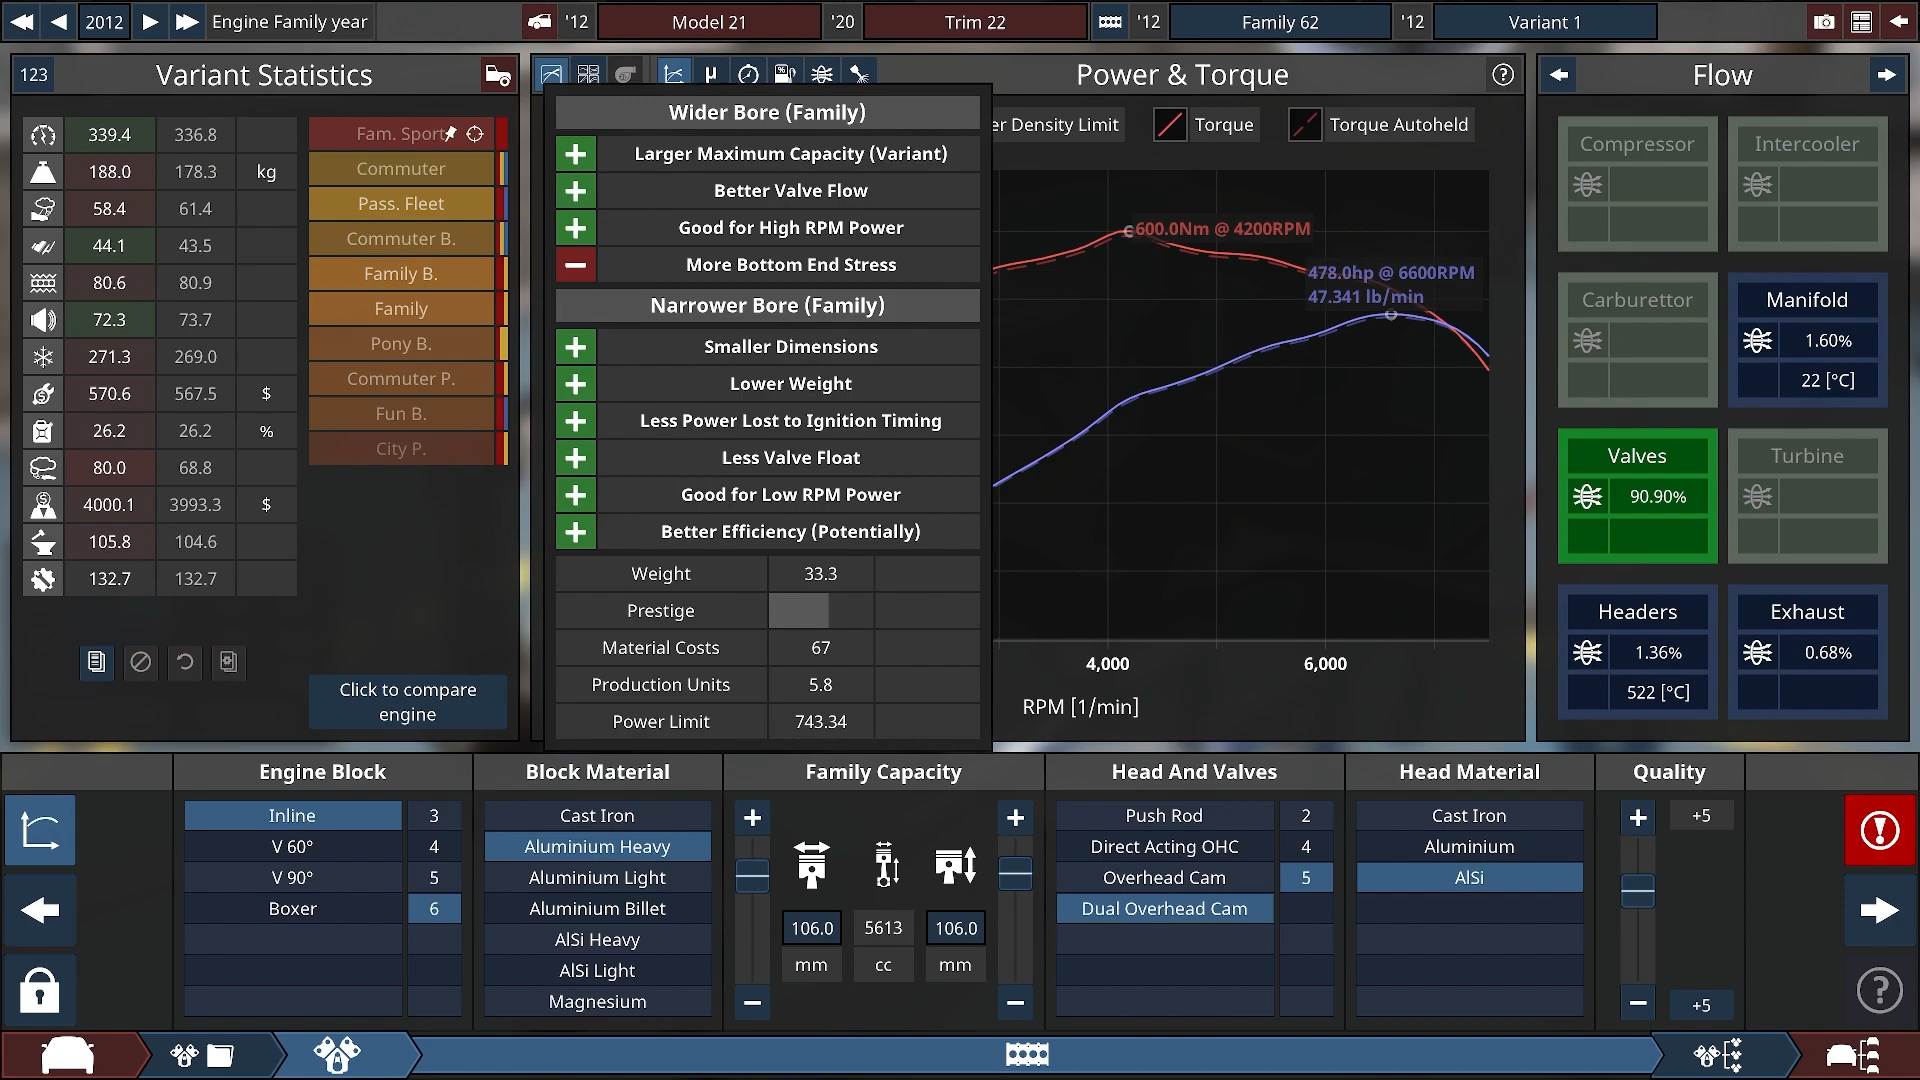 2012
Engine Family year
'12
Model 21
'20
Trim 22
'12
Family 62
'12
Variant 1
123
Variant Statistics
339.4 336.8
188.0 178.3 kg
58.4 61.4
44.1 43.5
80.6 80.9
72.3 73.7
271.3 269.0
570.6 567.5 $
26.2 26.2 %
80.0 68.8
4000.1 3993.3 $
105.8 104.6
132.7 132.7
Fam. Sport
Commuter
Pass. Fleet
Commuter B.
Family B.
Family
Pony B.
Commuter P.
Fun B.
City P.
Click to compare
engine
μ
Power & Torque
?
Wider Bore (Family)
+ Larger Maximum Capacity (Variant)
+ Better Valve Flow
+ Good for High RPM Power
− More Bottom End Stress
Narrower Bore (Family)
+ Smaller Dimensions
+ Lower Weight
+ Less Power Lost to Ignition Timing
+ Less Valve Float
+ Good for Low RPM Power
+ Better Efficiency (Potentially)
Weight 33.3
Prestige
Material Costs 67
Production Units 5.8
Power Limit 743.34
er Density Limit
Torque
Torque Autoheld
600.0Nm @ 4200RPM
478.0hp @ 6600RPM
47.341 lb/min
4,000
6,000
RPM [1/min]
Flow
Compressor
Intercooler
Carburettor
Manifold
1.60%
22 [°C]
Valves
90.90%
Turbine
Headers
1.36%
522 [°C]
Exhaust
0.68%
Engine Block
Inline 3
V 60° 4
V 90° 5
Boxer 6
Block Material
Cast Iron
Aluminium Heavy
Aluminium Light
Aluminium Billet
AlSi Heavy
AlSi Light
Magnesium
Family Capacity
+
+
106.0 5613 106.0
mm cc mm
−
−
Head And Valves
Push Rod 2
Direct Acting OHC 4
Overhead Cam 5
Dual Overhead Cam
Head Material
Cast Iron
Aluminium
AlSi
Quality
+ +5
− +5
!
?